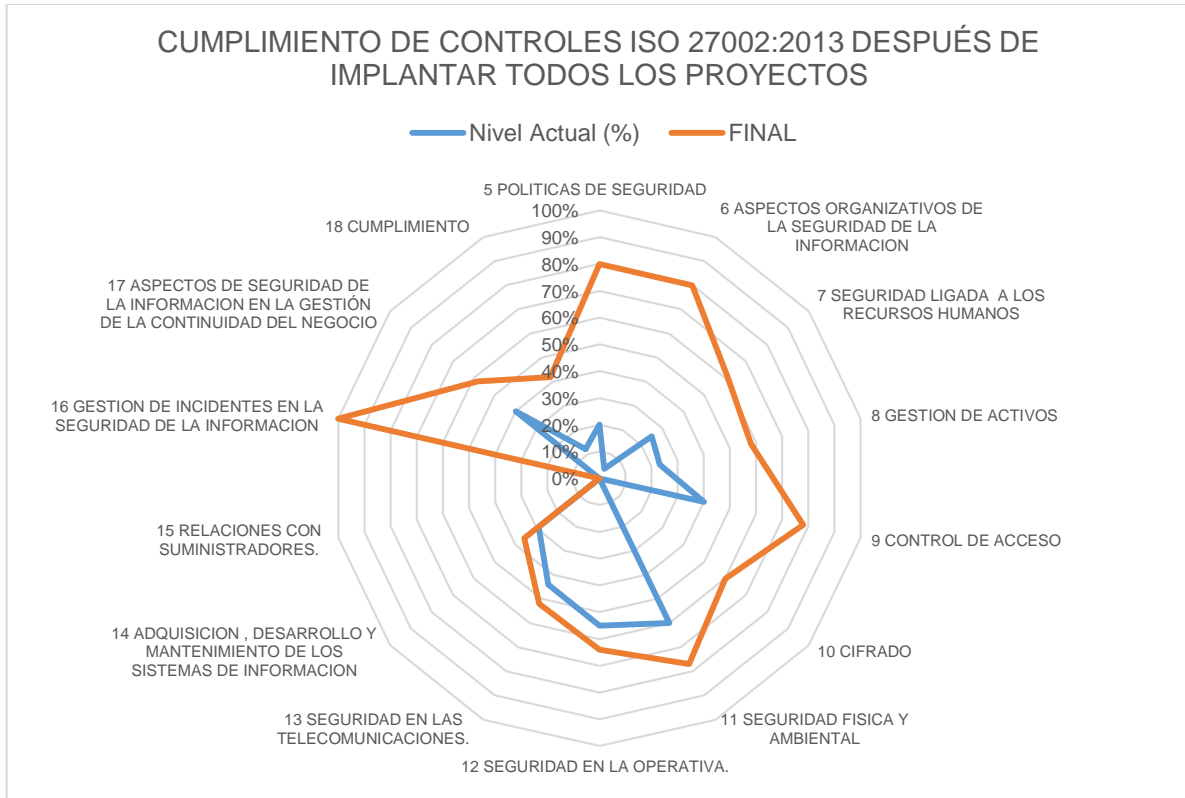 CUMPLIMIENTO DE CONTROLES ISO 27002:2013 DESPUÉS DE
IMPLANTAR TODOS LOS PROYECTOS
Nivel Actual (%)
FINAL
5 POLITICAS DE SEGURIDAD
6 ASPECTOS ORGANIZATIVOS DE
LA SEGURIDAD DE LA
INFORMACION
7 SEGURIDAD LIGADA  A LOS
RECURSOS HUMANOS
8 GESTION DE ACTIVOS
9 CONTROL DE ACCESO
10 CIFRADO
11 SEGURIDAD FISICA Y
AMBIENTAL
12 SEGURIDAD EN LA OPERATIVA.
13 SEGURIDAD EN LAS
TELECOMUNICACIONES.
14 ADQUISICION , DESARROLLO Y
MANTENIMIENTO DE LOS
SISTEMAS DE INFORMACION
15 RELACIONES CON
SUMINISTRADORES.
16 GESTION DE INCIDENTES EN LA
SEGURIDAD DE LA INFORMACION
17 ASPECTOS DE SEGURIDAD DE
LA INFORMACION EN LA GESTIÓN
DE LA CONTINUIDAD DEL NEGOCIO
18 CUMPLIMIENTO
100%
90%
80%
70%
60%
50%
40%
30%
20%
10%
0%